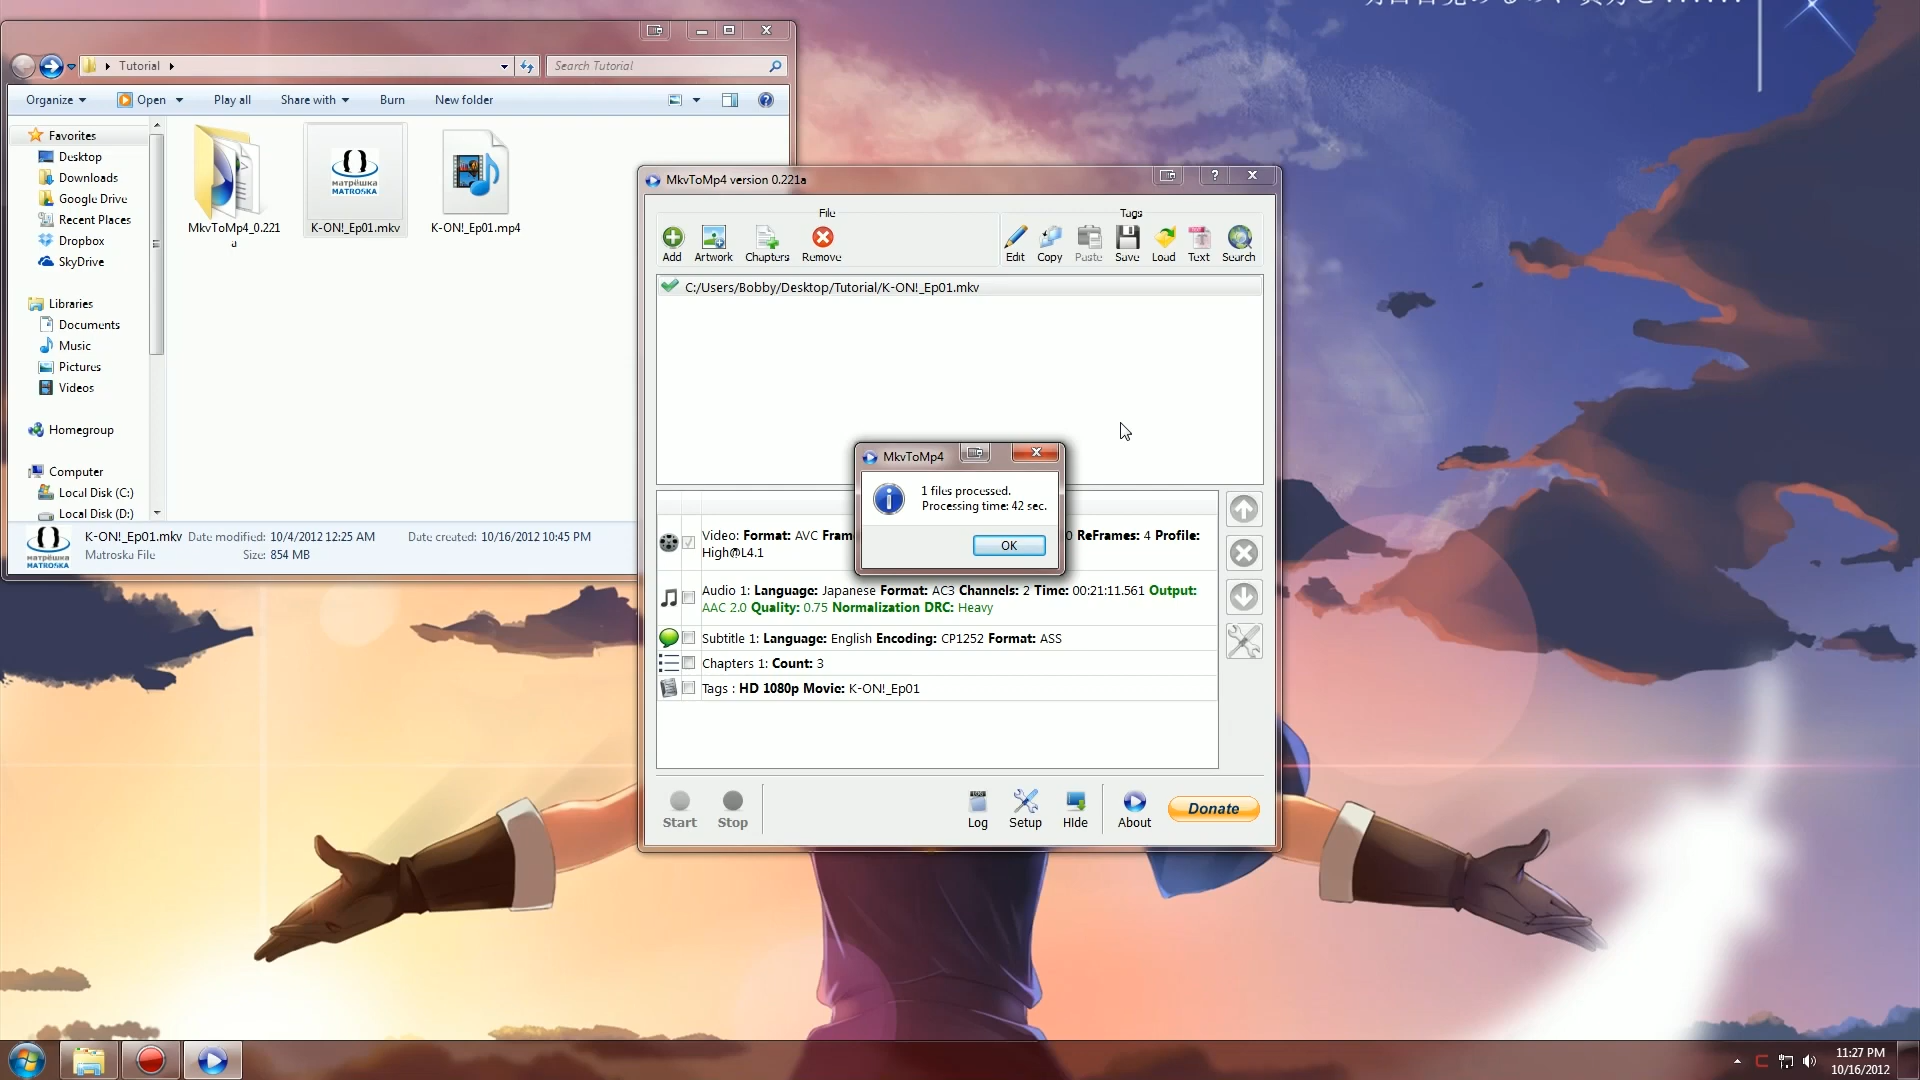 Tutorial
Search Tutorial
Organize
Open
Play all
Share with
Burn
New folder
Favorites
Desktop
Downloads
Google Drive
Recent Places
Dropbox
SkyDrive
Libraries
Documents
Music
Pictures
Videos
Homegroup
Computer
Local Disk (C:)
Local Disk (D:)
MkvToMp4_0.221
a
матрёшка
MATROSKA
K-ON!_Ep01.mkv
K-ON!_Ep01.mp4
матрёшка
MATROSKA
K-ON!_Ep01.mkv Date modified: 10/4/2012 12:25 AM Date created: 10/16/2012 10:45 PM
Matroska File Size: 854 MB
MkvToMp4 version 0.221a
File
Tags
Add
Artwork
Chapters
Remove
Edit
Copy
Paste
Save
Load
Text
Search
C:/Users/Bobby/Desktop/Tutorial/K-ON!_Ep01.mkv
MkvToMp4
1 files processed.
Processing time: 42 sec.
OK
Video: Format: AVC Fram
0 ReFrames: 4 Profile:
High@L4.1
Audio 1: Language: Japanese Format: AC3 Channels: 2 Time: 00:21:11.561 Output:
AAC 2.0 Quality: 0.75 Normalization DRC: Heavy
Subtitle 1: Language: English Encoding: CP1252 Format: ASS
Chapters 1: Count: 3
Tags : HD 1080p Movie: K-ON!_Ep01
Start
Stop
LOG
Log
Setup
Hide
About
Donate
11:27 PM
10/16/2012